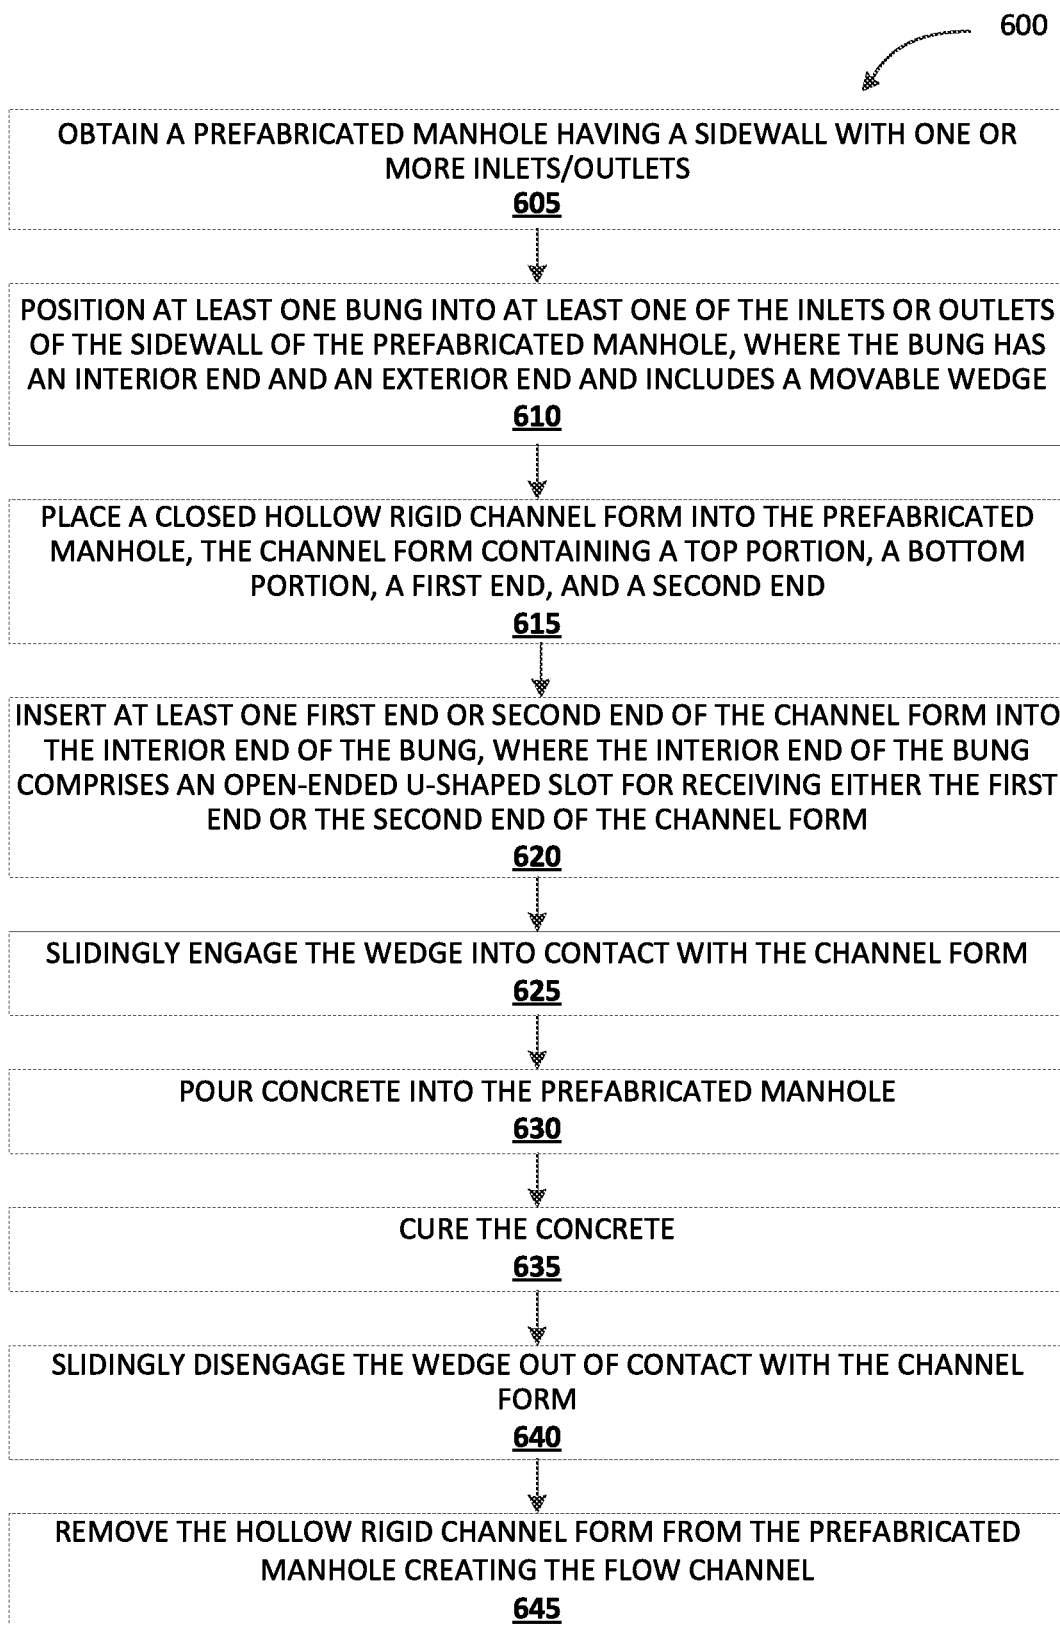 600
OBTAIN A PREFABRICATED MANHOLE HAVING A SIDEWALL WITH ONE OR
MORE INLETS/OUTLETS
605
POSITION AT LEAST ONE BUNG INTO AT LEAST ONE OF THE INLETS OR OUTLETS
OF THE SIDEWALL OF THE PREFABRICATED MANHOLE, WHERE THE BUNG HAS
AN INTERIOR END AND AN EXTERIOR END AND INCLUDES A MOVABLE WEDGE
610
PLACE A CLOSED HOLLOW RIGID CHANNEL FORM INTO THE PREFABRICATED
MANHOLE, THE CHANNEL FORM CONTAINING A TOP PORTION, A BOTTOM
PORTION, A FIRST END, AND A SECOND END
615
INSERT AT LEAST ONE FIRST END OR SECOND END OF THE CHANNEL FORM INTO
THE INTERIOR END OF THE BUNG, WHERE THE INTERIOR END OF THE BUNG
COMPRISES AN OPEN-ENDED U-SHAPED SLOT FOR RECEIVING EITHER THE FIRST
END OR THE SECOND END OF THE CHANNEL FORM
620
SLIDINGLY ENGAGE THE WEDGE INTO CONTACT WITH THE CHANNEL FORM
625
POUR CONCRETE INTO THE PREFABRICATED MANHOLE
630
CURE THE CONCRETE
635
SLIDINGLY DISENGAGE THE WEDGE OUT OF CONTACT WITH THE CHANNEL
FORM
640
REMOVE THE HOLLOW RIGID CHANNEL FORM FROM THE PREFABRICATED
MANHOLE CREATING THE FLOW CHANNEL
645